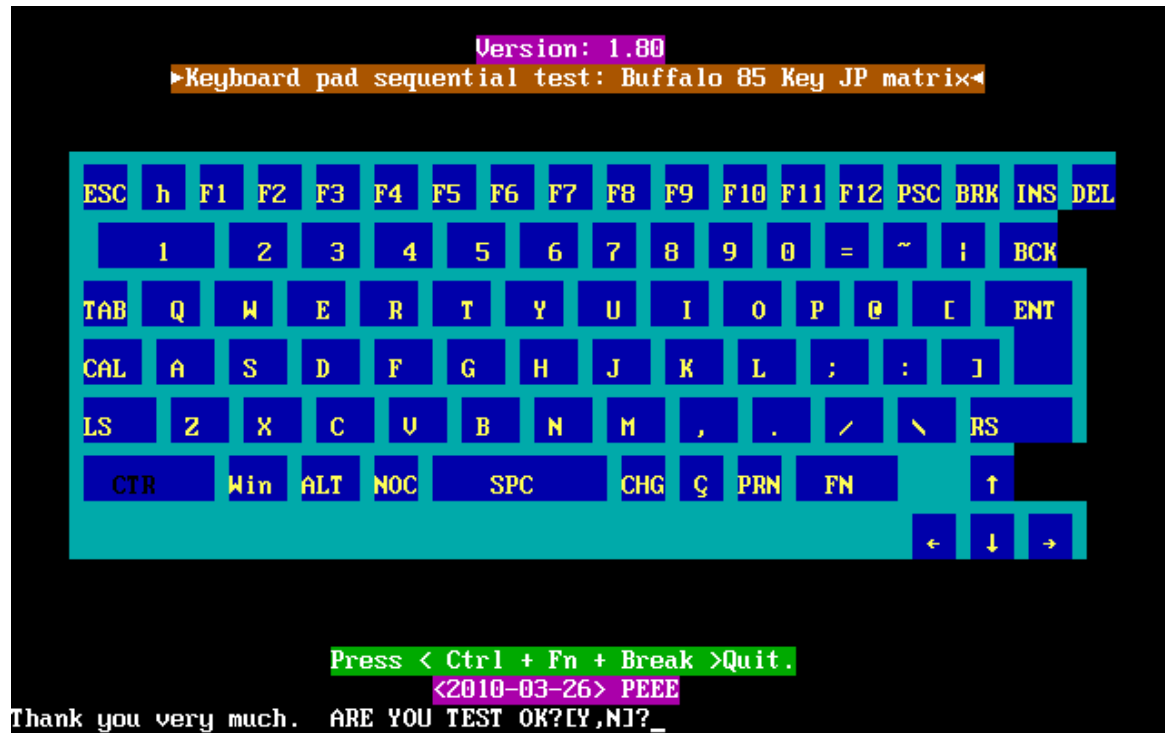 Version: 1.80
►Keyboard pad sequential test: Buffalo 85 Key JP matrix◄
ESC h F1 F2 F3 F4 F5 F6 F7 F8 F9 F10 F11 F12 PSC BRK INS DEL
1 2 3 4 5 6 7 8 9 0 = ~ ¦ BCK
TAB Q W E R T Y U I O P @ [ ENT
CAL A S D F G H J K L ; : ]
LS Z X C V B N M , . / \ RS
CTR Win ALT NOC SPC CHG Ç PRN FN ↑
← ↓ →
Press < Ctrl + Fn + Break >Quit.
<2010-03-26> PEEE
Thank you very much. ARE YOU TEST OK?[Y,N]?_